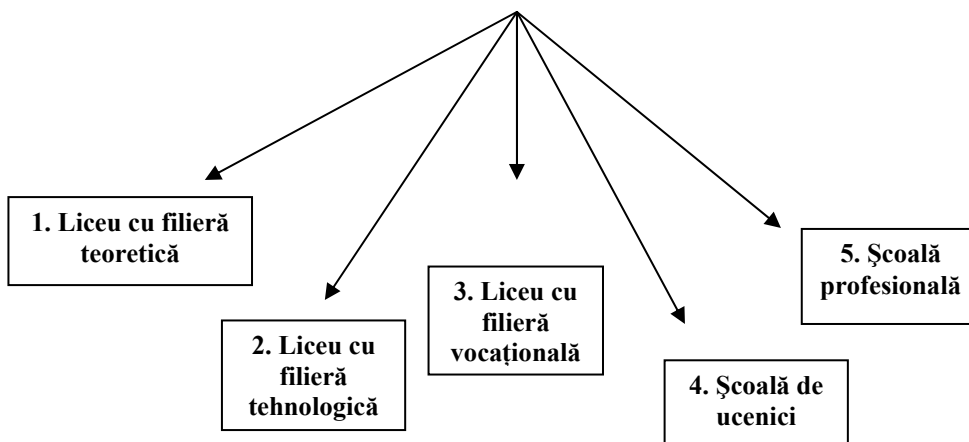 1. Liceu cu filieră
teoretică
2. Liceu cu
filieră
tehnologică
3. Liceu cu
filieră
vocațională
4. Şcoală de
ucenici
5. Şcoală
profesională